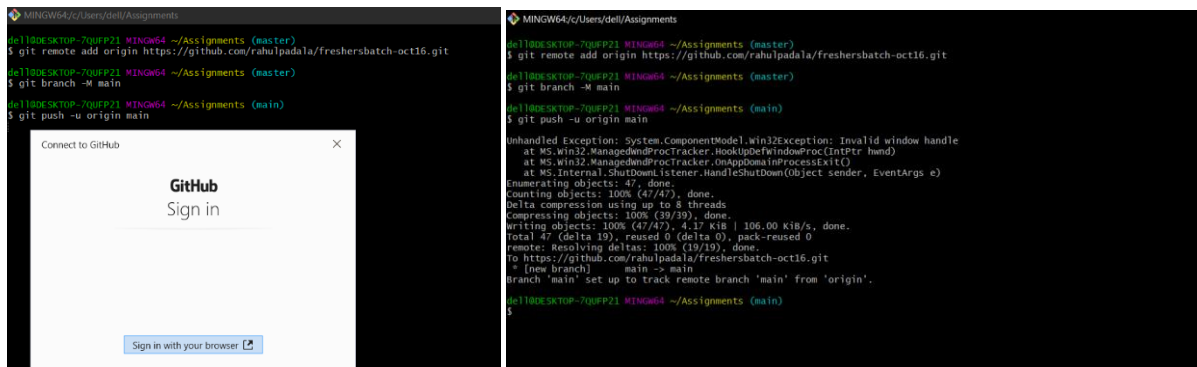 MINGW64:/c/Users/dell/Assignments
dell@DESKTOP-7QUFP21 MINGW64 ~/Assignments (master)
$ git remote add origin https://github.com/rahulpadala/freshersbatch-oct16.git
dell@DESKTOP-7QUFP21 MINGW64 ~/Assignments (master)
$ git branch -M main
dell@DESKTOP-7QUFP21 MINGW64 ~/Assignments (main)
$ git push -u origin main
Connect to GitHub
GitHub
Sign in
Sign in with your browser
MINGW64:/c/Users/dell/Assignments
dell@DESKTOP-7QUFP21 MINGW64 ~/Assignments (master)
$ git remote add origin https://github.com/rahulpadala/freshersbatch-oct16.git
dell@DESKTOP-7QUFP21 MINGW64 ~/Assignments (master)
$ git branch -M main
dell@DESKTOP-7QUFP21 MINGW64 ~/Assignments (main)
$ git push -u origin main
Unhandled Exception: System.ComponentModel.Win32Exception: Invalid window handle
at MS.Win32.ManagedWndProcTracker.HookUpDefWindowProc(IntPtr hwnd)
at MS.Win32.ManagedWndProcTracker.OnAppDomainProcessExit()
at MS.Internal.ShutDownListener.HandleShutDown(Object sender, EventArgs e)
Enumerating objects: 47, done.
Counting objects: 100% (47/47), done.
Delta compression using up to 8 threads
Compressing objects: 100% (39/39), done.
Writing objects: 100% (47/47), 4.17 KiB | 106.00 KiB/s, done.
Total 47 (delta 19), reused 0 (delta 0), pack-reused 0
remote: Resolving deltas: 100% (19/19), done.
To https://github.com/rahulpadala/freshersbatch-oct16.git
* [new branch] main -> main
Branch 'main' set up to track remote branch 'main' from 'origin'.
dell@DESKTOP-7QUFP21 MINGW64 ~/Assignments (main)
$